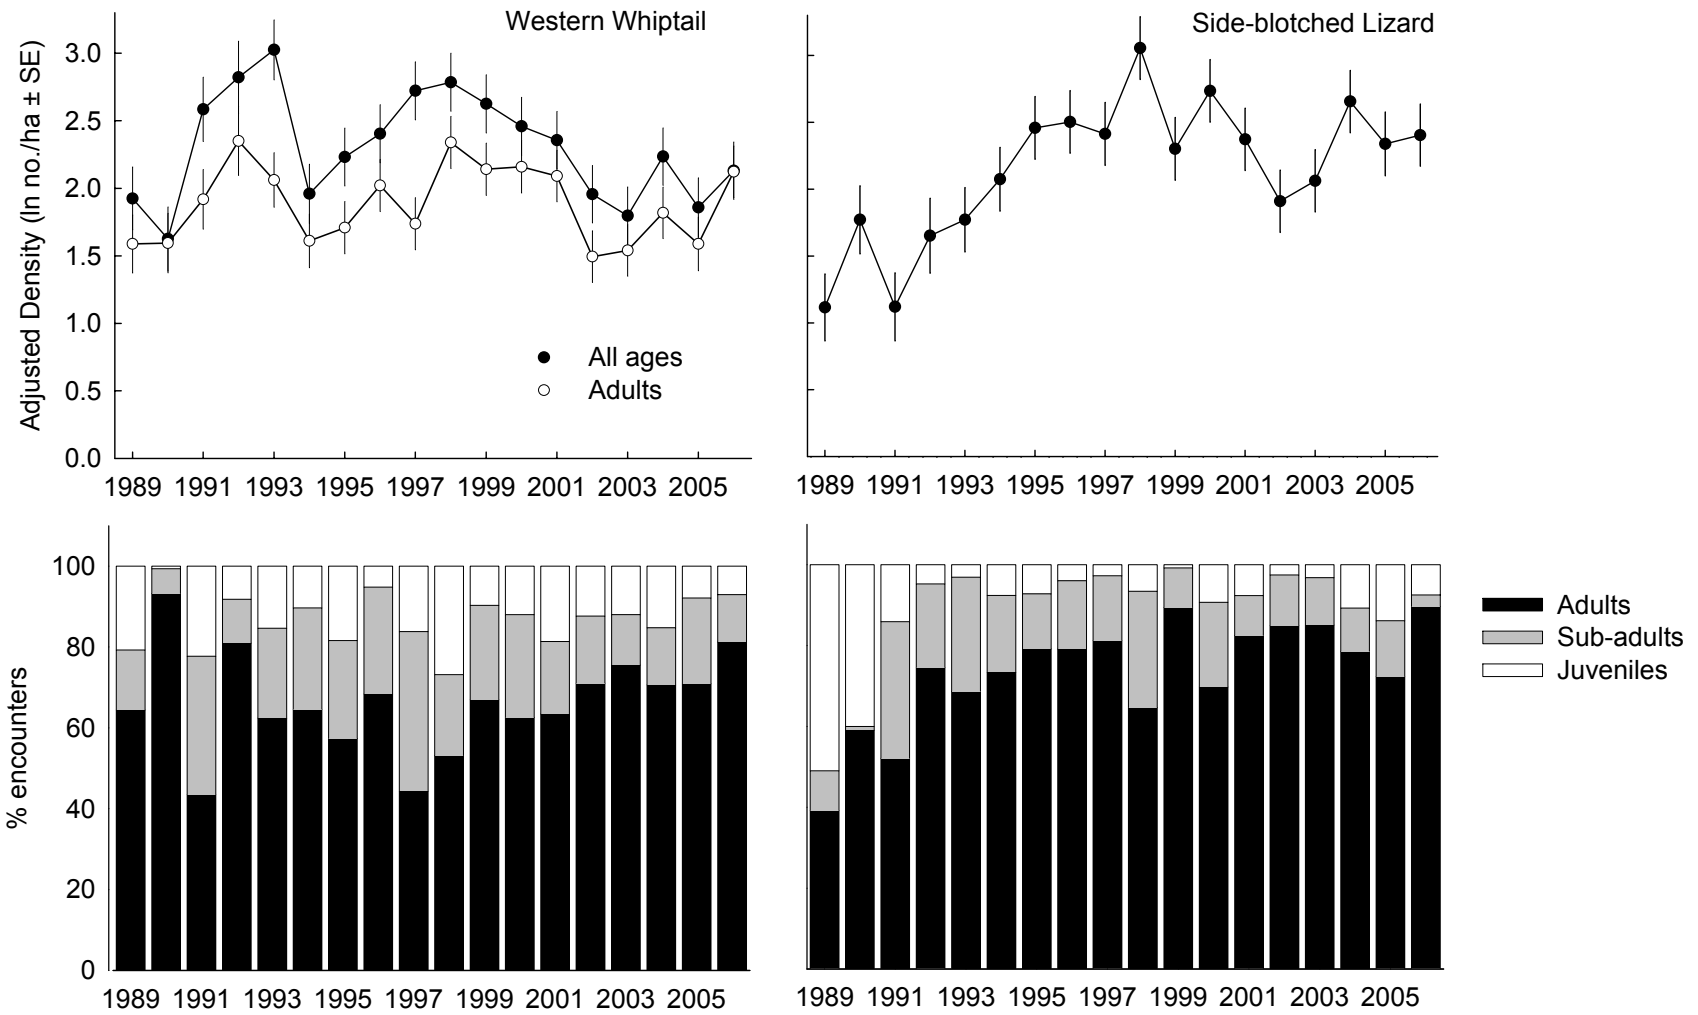 Western Whiptail
Side-blotched Lizard
Adjusted Density (ln no./ha ± SE)
3.0
2.5
2.0
1.5
1.0
0.5
0.0
All ages
Adults
1989 1991 1993 1995 1997 1999 2001 2003 2005
1989 1991 1993 1995 1997 1999 2001 2003 2005
% encounters
100
80
60
40
20
0
Adults
Sub-adults
Juveniles
1989 1991 1993 1995 1997 1999 2001 2003 2005
1989 1991 1993 1995 1997 1999 2001 2003 2005